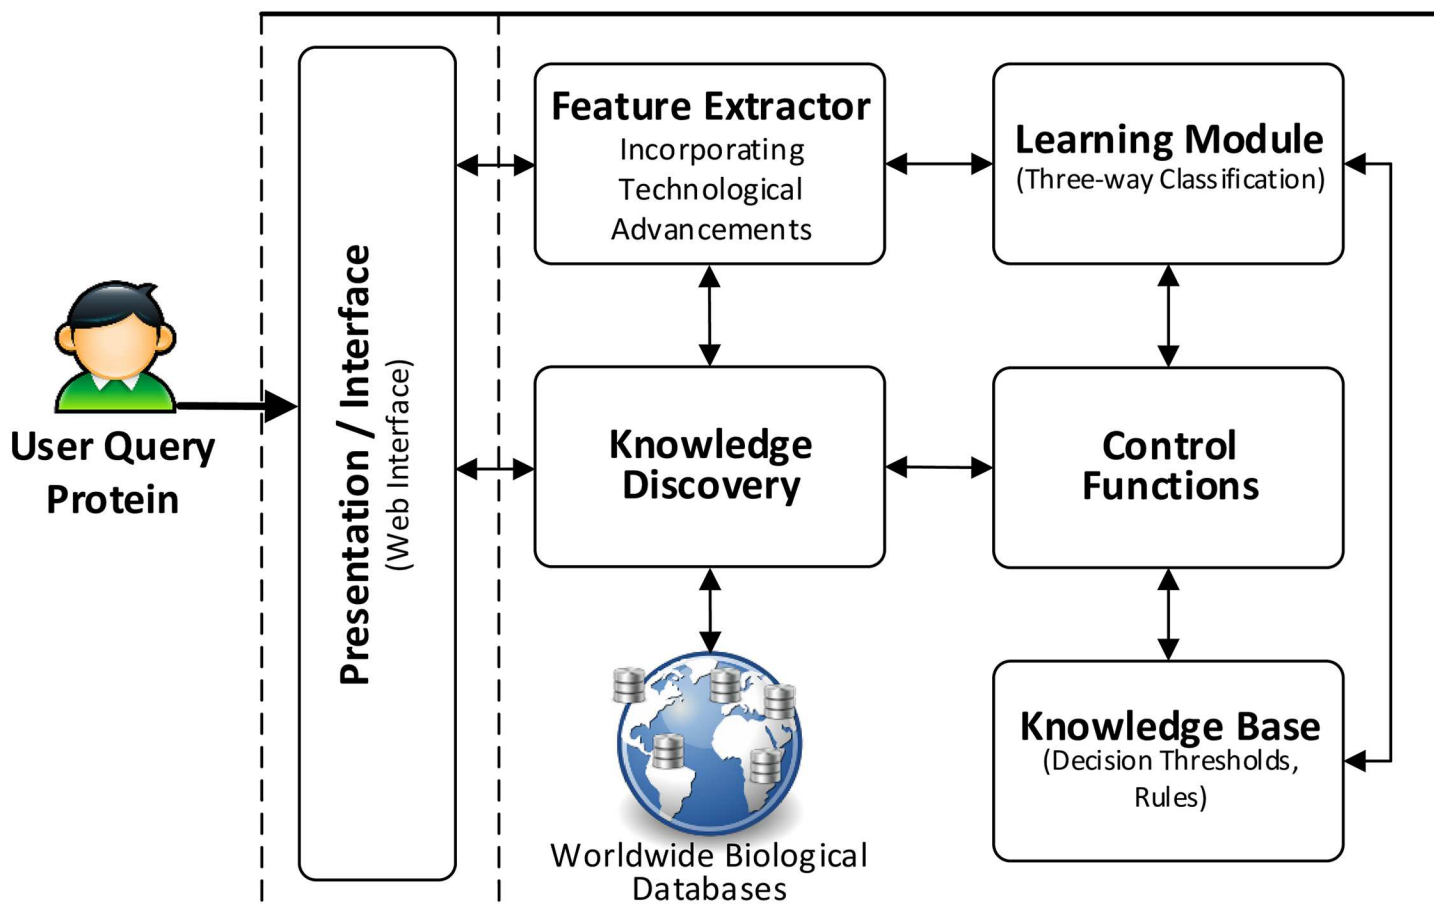 User Query
Protein
Presentation / Interface
(Web Interface)
Feature Extractor
Incorporating
Technological
Advancements
Learning Module
(Three-way Classification)
Knowledge
Discovery
Control
Functions
Worldwide Biological
Databases
Knowledge Base
(Decision Thresholds,
Rules)